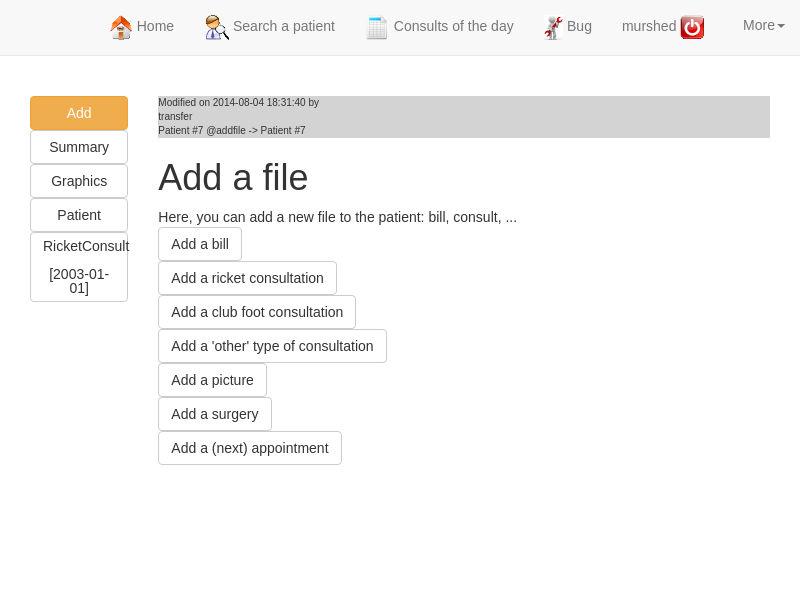 Home
Search a patient
Consults of the day
Bug
murshed
More
Add
Summary
Graphics
Patient
RicketConsult
[2003-01-
01]
Modified on 2014-08-04 18:31:40 by
transfer
Patient #7 @addfile -> Patient #7
Add a file
Here, you can add a new file to the patient: bill, consult, ...
Add a bill
Add a ricket consultation
Add a club foot consultation
Add a 'other' type of consultation
Add a picture
Add a surgery
Add a (next) appointment